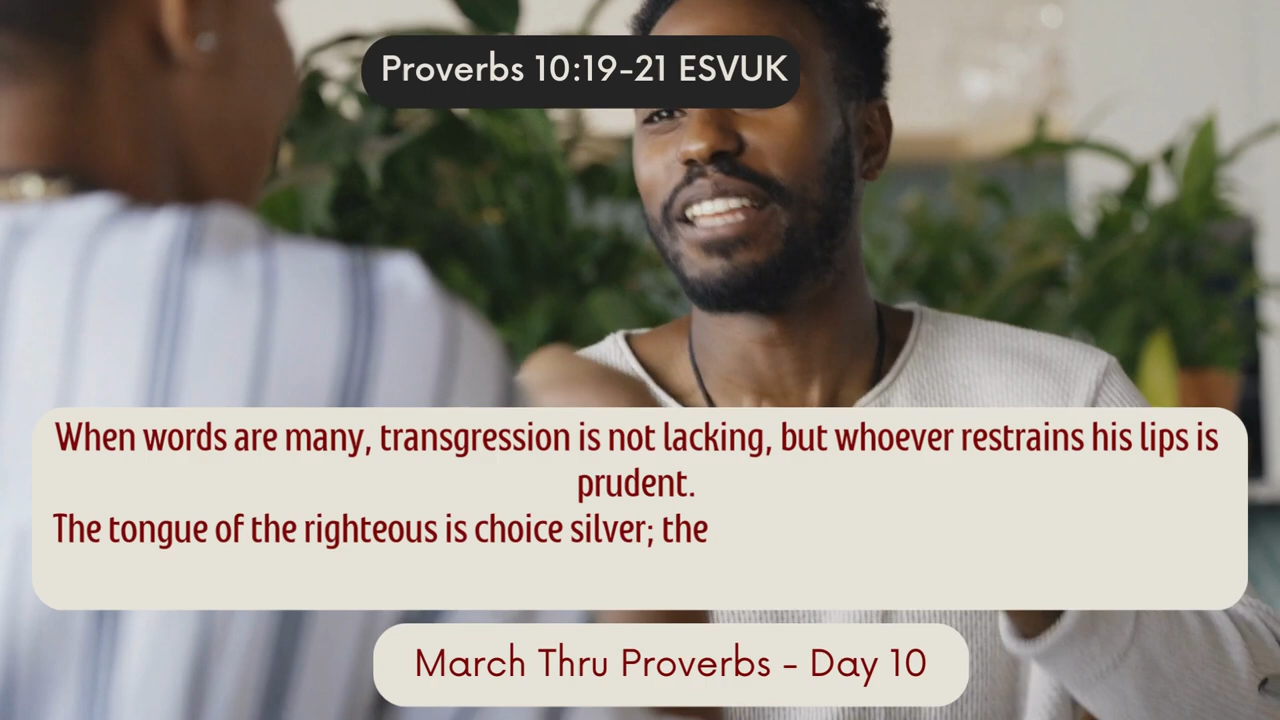 Proverbs 10:19-21 ESVUK
When words are many, transgression is not lacking, but whoever restrains his lips is
prudent.
The tongue of the righteous is choice silver; the
March Thru Proverbs - Day 10